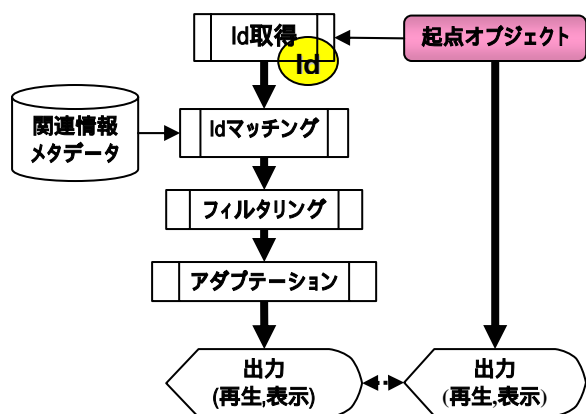 Id取得
Id
起点オブジェクト
関連情報
メタデータ
Idマッチング
フィルタリング
アダプテーション
出力
(再生,表示)
出力
(再生,表示)